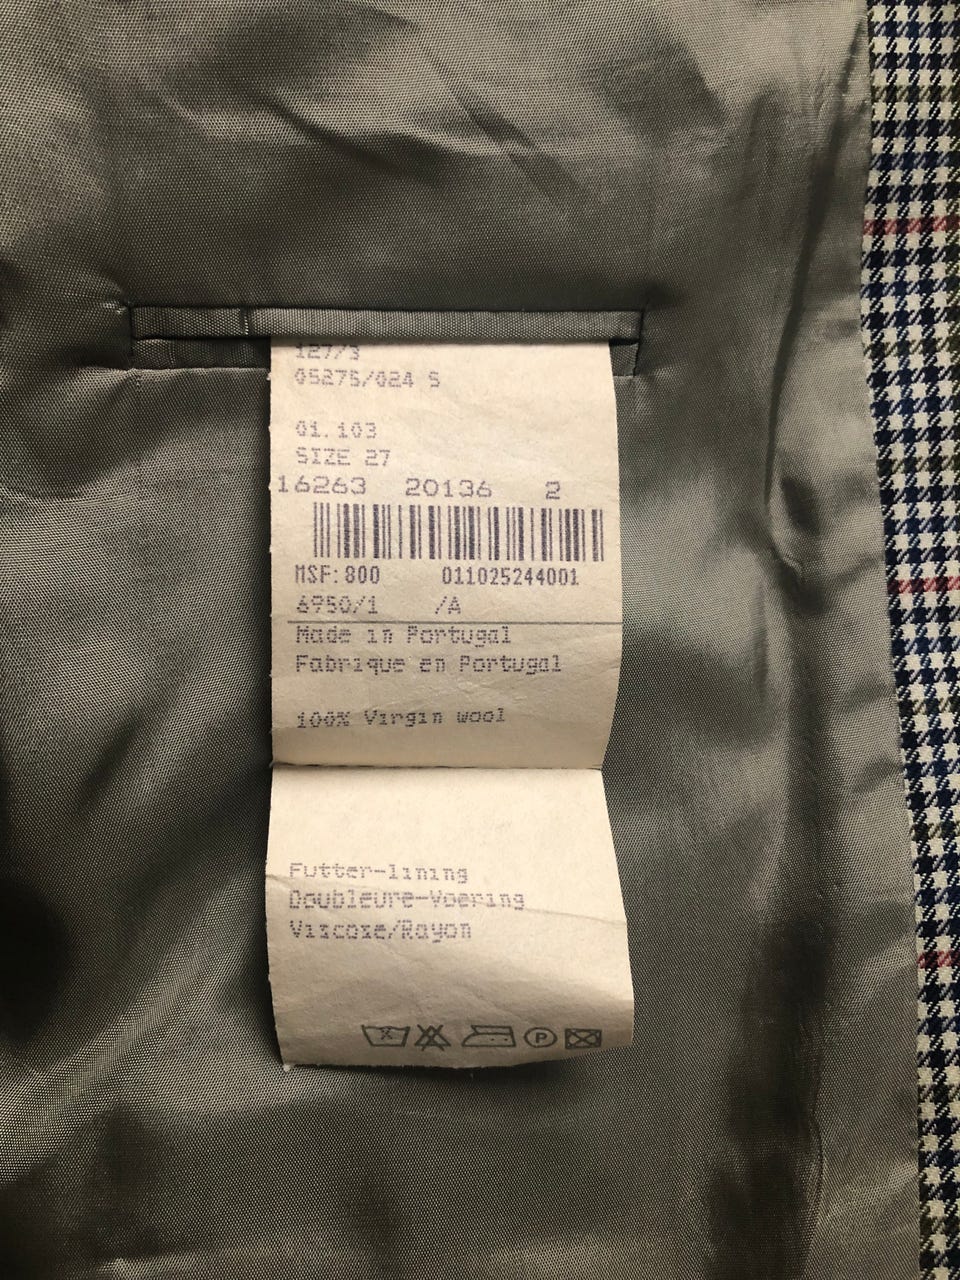 127/3
05275/024 S
01.103
SIZE 27
16263 20136 2
MSF: 800 011025244001
6950/1 /A
Made in Portugal
Fabrique en Portugal
100% Virgin wool
Futter-lining
Doubleure-Voering
Viscose/Rayon
P